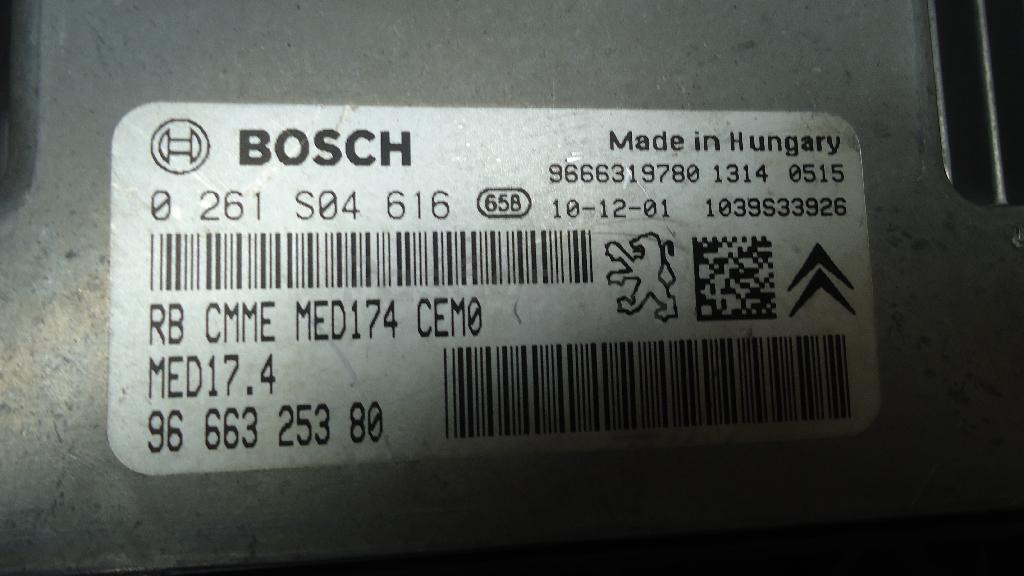 BOSCH
Made in Hungary
9666319780 1314 0515
0 261 S04 616 658 10-12-01 1039S33926
RB CMME MED174 CEM0
MED17.4
96 663 253 80